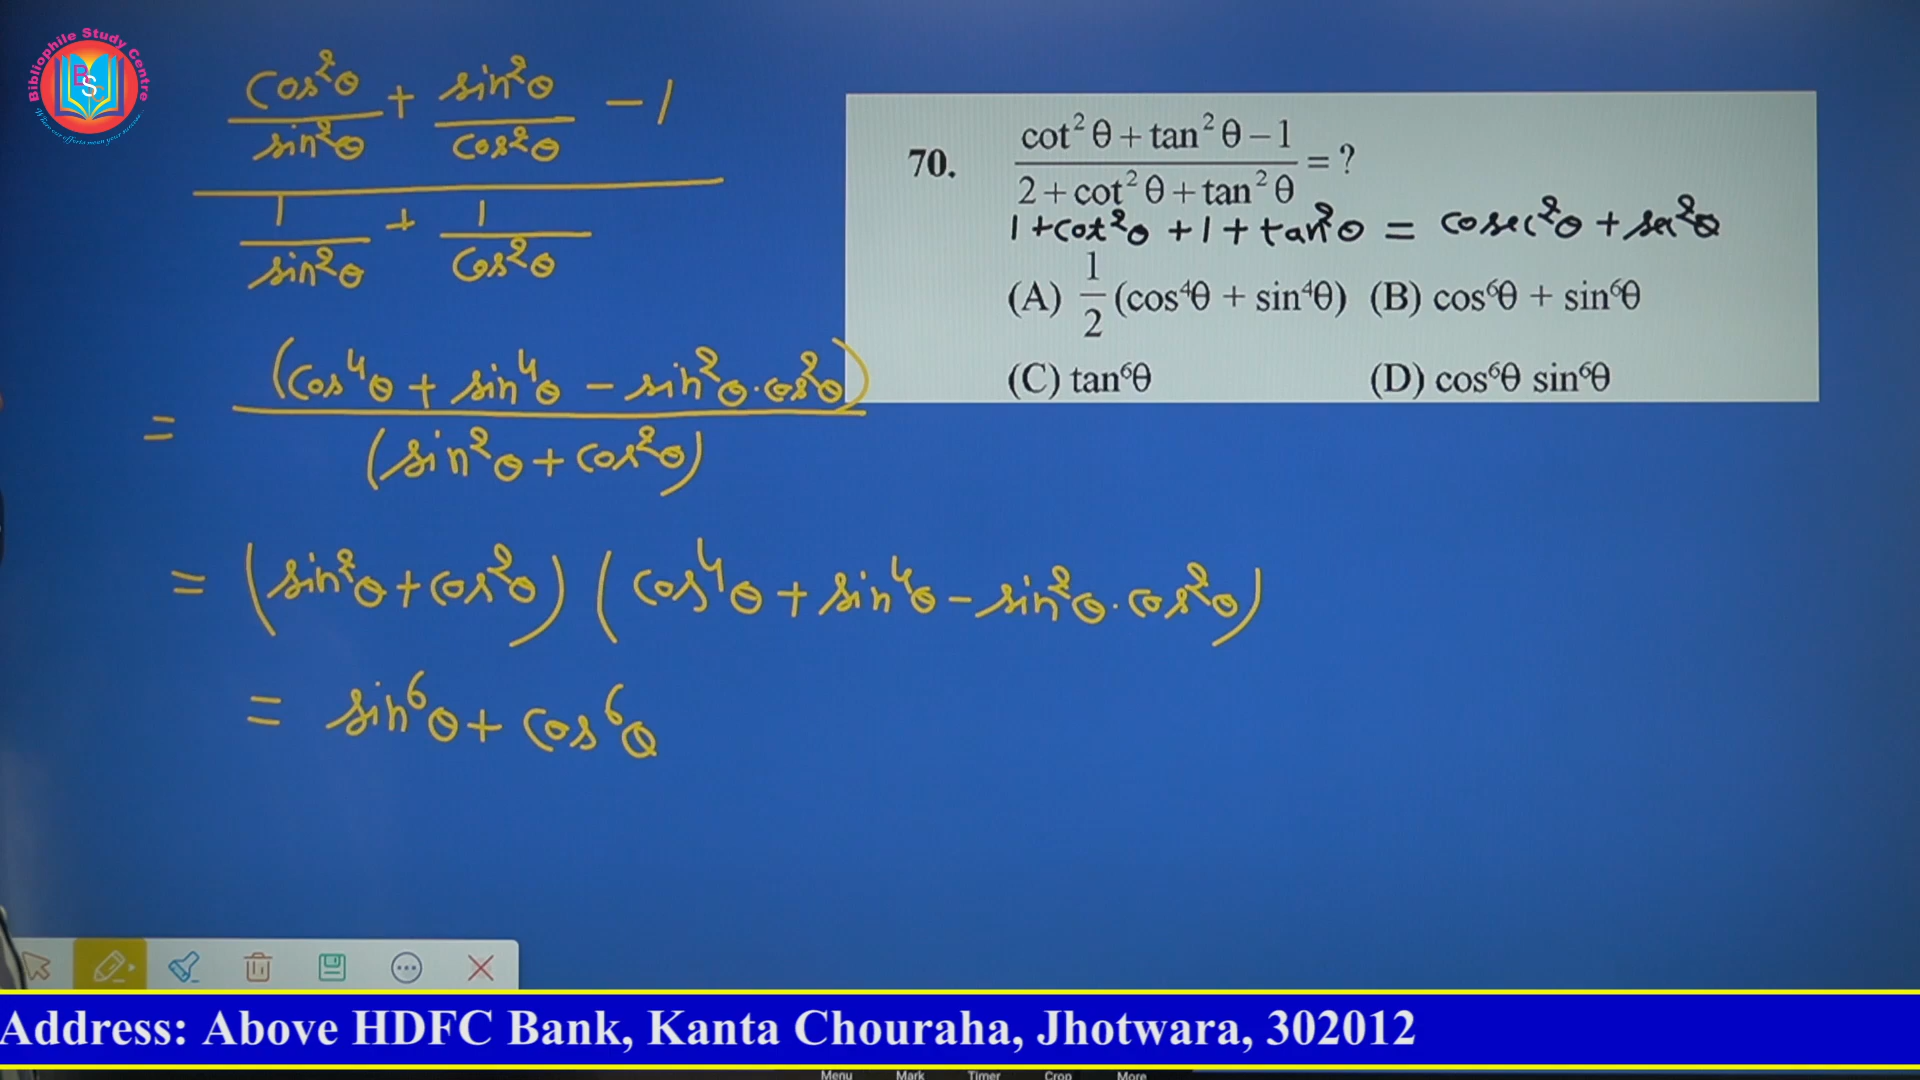 Bibliophile Study Centre
BSC
cos²θ/sin²θ + sin²θ/cos²θ − 1
1/sin²θ + 1/cos²θ
= (cos⁴θ + sin⁴θ − sin²θ·cos²θ)
(sin²θ + cos²θ)
= (sin²θ + cos²θ) (cos⁴θ + sin⁴θ − sin²θ·cos²θ)
= sin⁶θ + cos⁶θ
70. (cot²θ + tan²θ − 1)/(2 + cot²θ + tan²θ) = ?
1 + cot²θ + 1 + tan²θ = cosec²θ + sec²θ
(A) 1/2 (cos⁴θ + sin⁴θ) (B) cos⁶θ + sin⁶θ
(C) tan⁶θ (D) cos⁶θ sin⁶θ
Address: Above HDFC Bank, Kanta Chouraha, Jhotwara, 302012
Menu Mark Timer Crop More